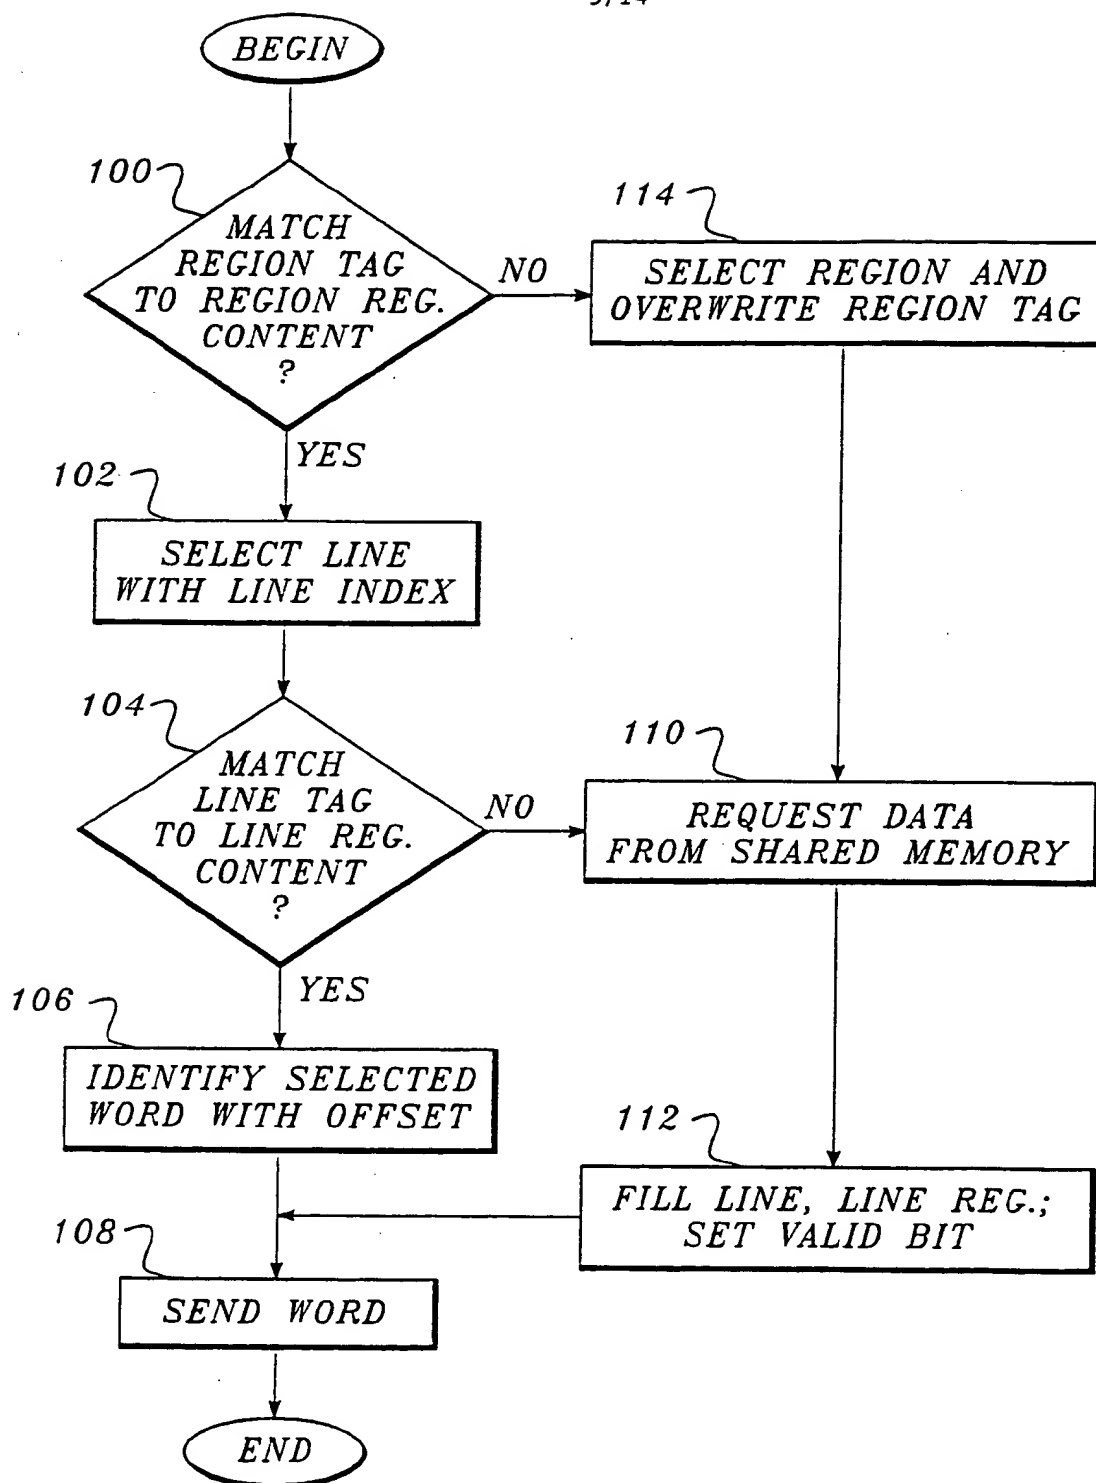 BEGIN
100
MATCH
REGION TAG
TO REGION REG.
CONTENT
?
NO
114
SELECT REGION AND
OVERWRITE REGION TAG
YES
102
SELECT LINE
WITH LINE INDEX
104
MATCH
LINE TAG
TO LINE REG.
CONTENT
?
NO
110
REQUEST DATA
FROM SHARED MEMORY
YES
106
IDENTIFY SELECTED
WORD WITH OFFSET
112
FILL LINE, LINE REG.;
SET VALID BIT
108
SEND WORD
END